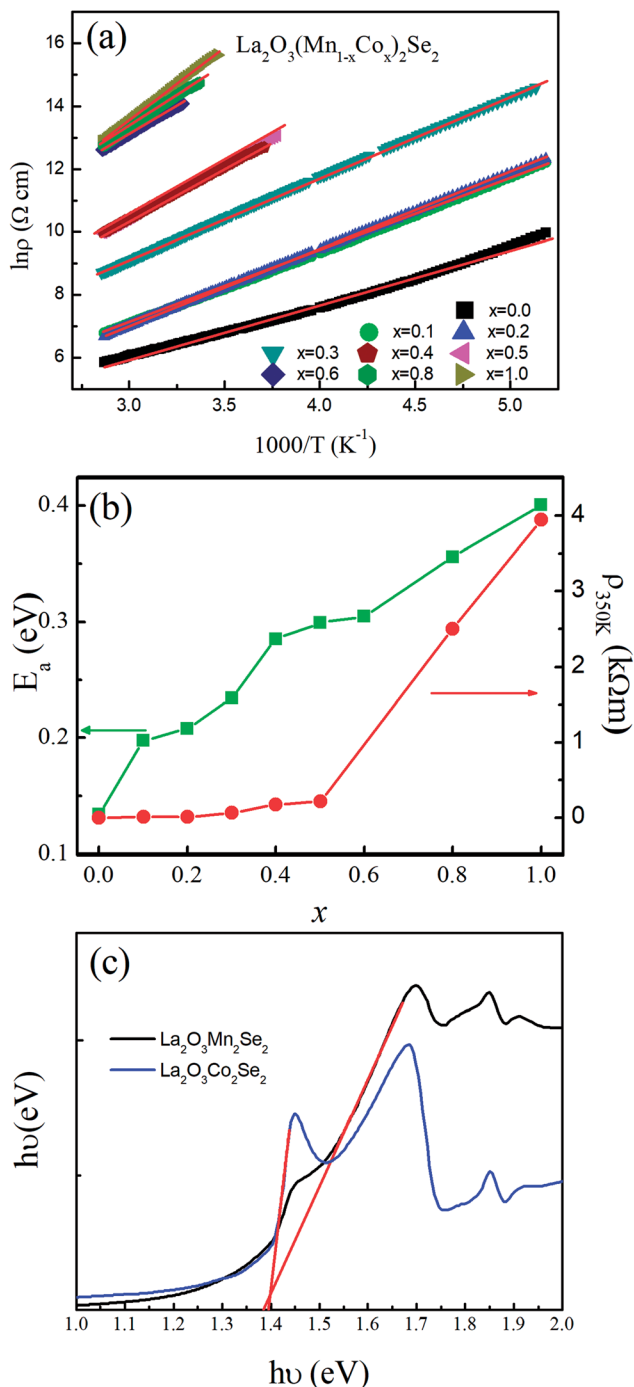 (a)
La₂O₃(Mn₁₋ₓCoₓ)₂Se₂
16
14
12
10
8
6
lnρ (Ω cm)
x=0.0
x=0.1 x=0.2
x=0.3 x=0.4 x=0.5
x=0.6 x=0.8 x=1.0
3.0 3.5 4.0 4.5 5.0
1000/T (K⁻¹)
(b)
0.4
0.3
0.2
0.1
Eₐ (eV)
4
3
2
1
0
ρ₃₅₀K (kΩm)
0.0 0.2 0.4 0.6 0.8 1.0
x
(c)
La₂O₃Mn₂Se₂
La₂O₃Co₂Se₂
hυ(eV)
1.0 1.1 1.2 1.3 1.4 1.5 1.6 1.7 1.8 1.9 2.0
hυ (eV)